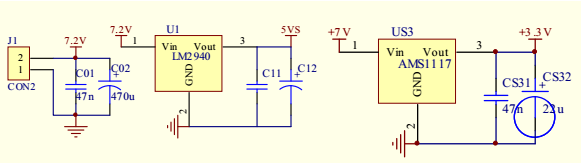 J1
2
1
CON2
7.2V
C01
47n
C02
+
470u
7.2V
U1
1
Vin
Vout
3
LM2940
GND
2
5VS
C11
C12
+
+7V
US3
1
Vin
Vout
3
AMS1117
GND
2
+3.3V
CS31
47n
CS32
+
22u